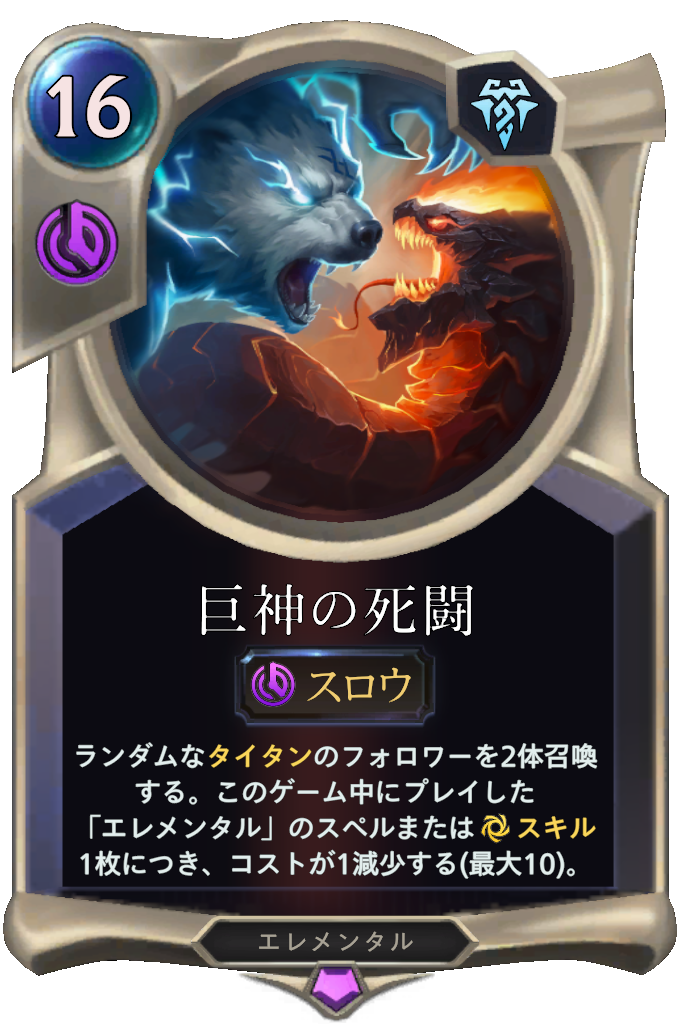 16
巨神の死闘
スロウ
ランダムなタイタンのフォロワーを2体召喚
する。このゲーム中にプレイした
「エレメンタル」のスペルまたは スキル
1枚につき、コストが1減少する(最大10)。
エレメンタル